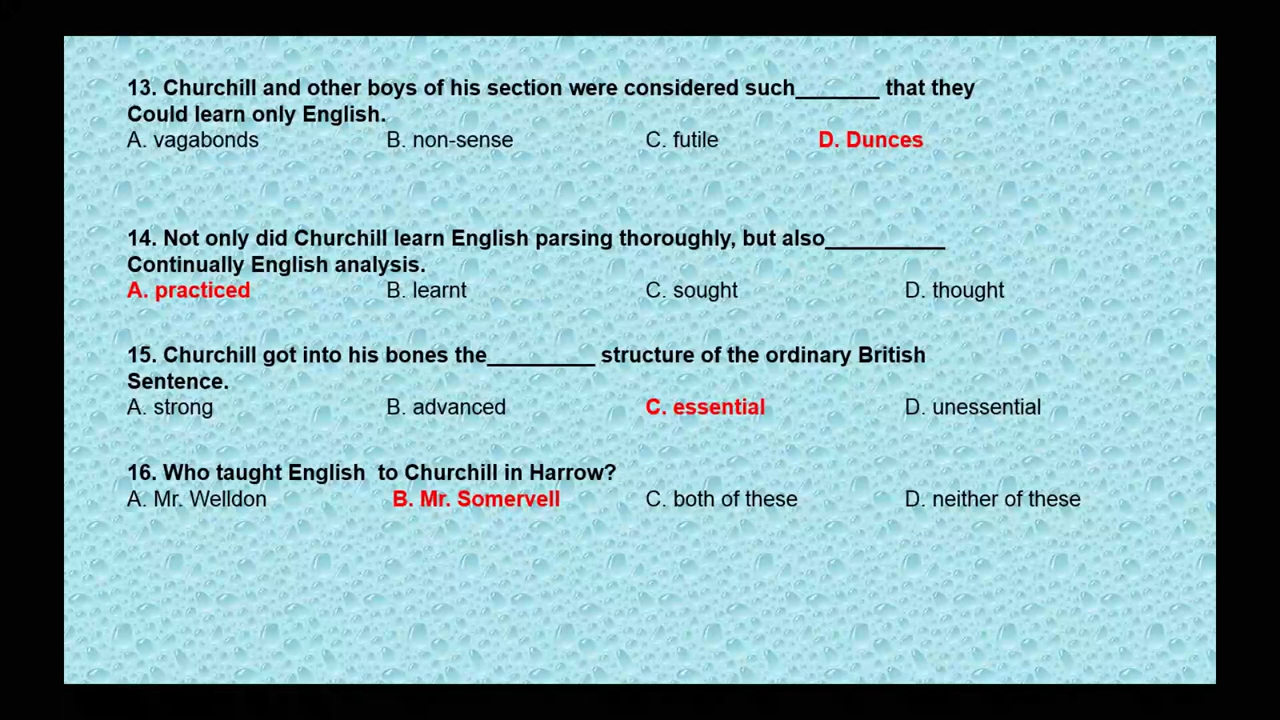 13. Churchill and other boys of his section were considered such_______ that they
Could learn only English.
A. vagabonds B. non-sense C. futile D. Dunces
14. Not only did Churchill learn English parsing thoroughly, but also__________
Continually English analysis.
A. practiced B. learnt C. sought D. thought
15. Churchill got into his bones the_________ structure of the ordinary British
Sentence.
A. strong B. advanced C. essential D. unessential
16. Who taught English to Churchill in Harrow?
A. Mr. Welldon B. Mr. Somervell C. both of these D. neither of these